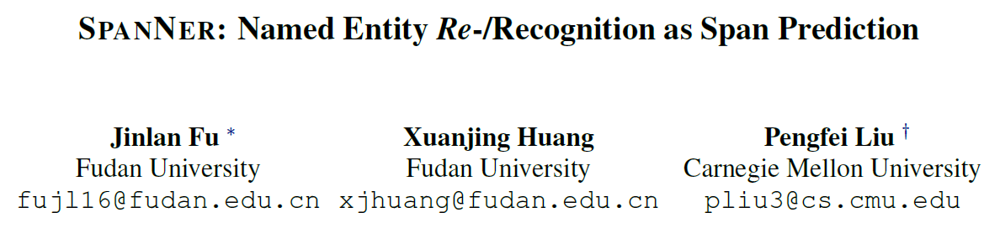 SPANNER: Named Entity Re-/Recognition as Span Prediction
Jinlan Fu * Xuanjing Huang Pengfei Liu †
Fudan University Fudan University Carnegie Mellon University
fujl16@fudan.edu.cn xjhuang@fudan.edu.cn pliu3@cs.cmu.edu